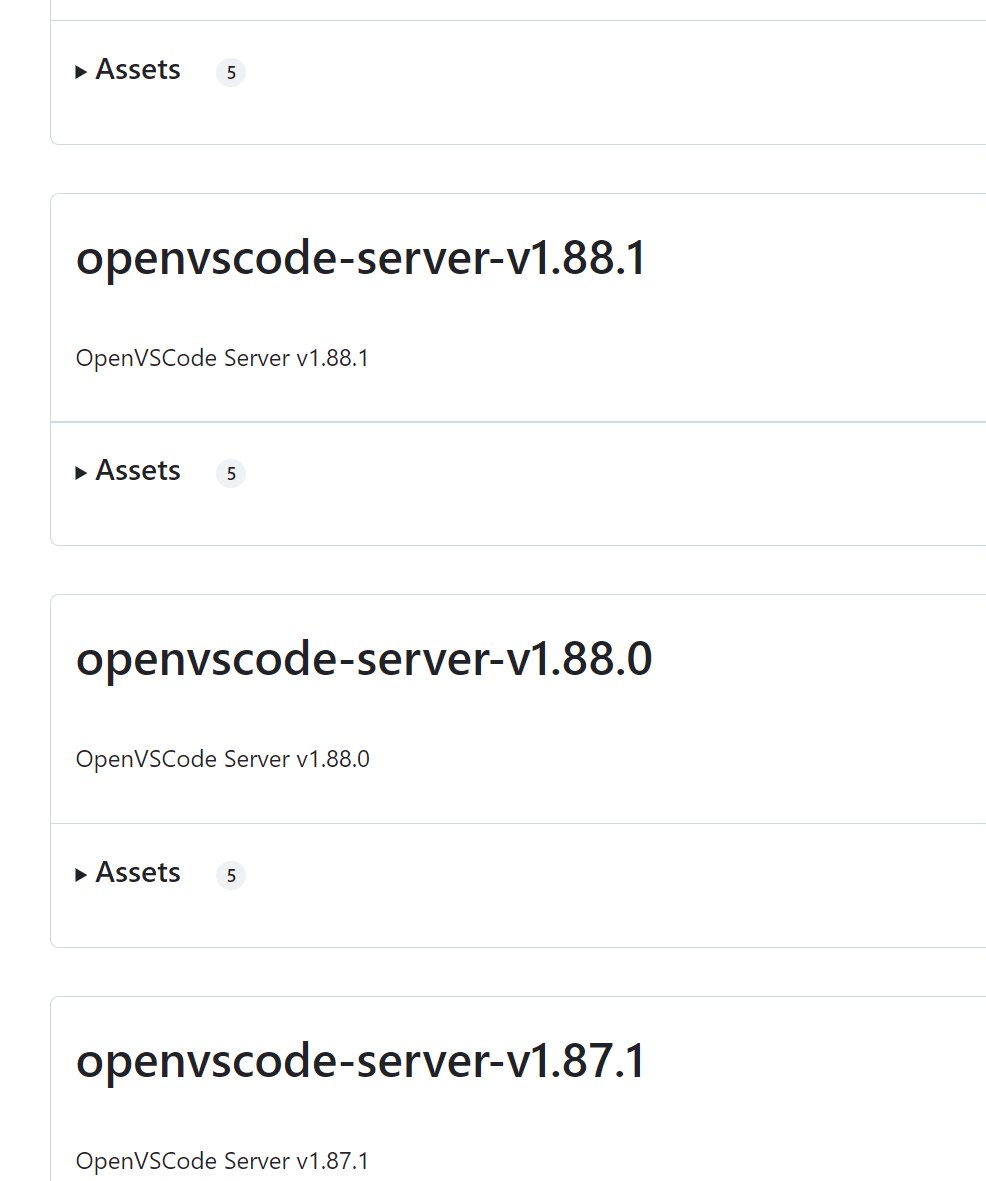 Assets 5
openvscode-server-v1.88.1
OpenVSCode Server v1.88.1
Assets 5
openvscode-server-v1.88.0
OpenVSCode Server v1.88.0
Assets 5
openvscode-server-v1.87.1
OpenVSCode Server v1.87.1